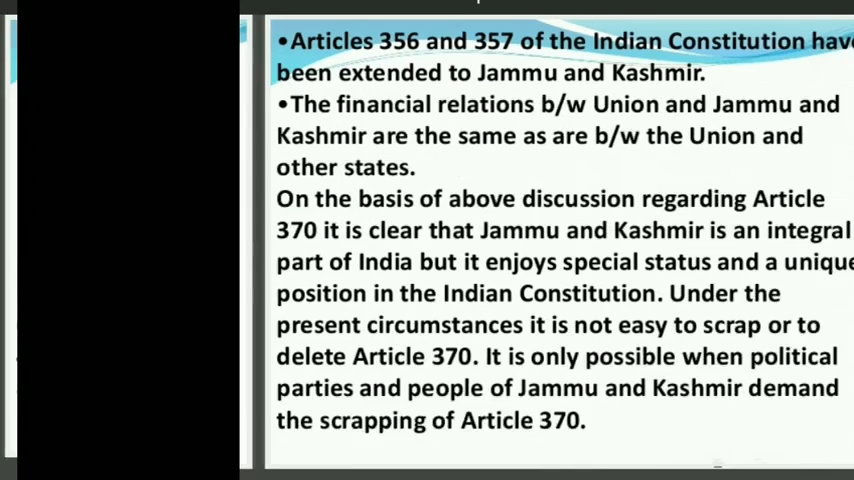 •Articles 356 and 357 of the Indian Constitution have
been extended to Jammu and Kashmir.
•The financial relations b/w Union and Jammu and
Kashmir are the same as are b/w the Union and
other states.
On the basis of above discussion regarding Article
370 it is clear that Jammu and Kashmir is an integral
part of India but it enjoys special status and a unique
position in the Indian Constitution. Under the
present circumstances it is not easy to scrap or to
delete Article 370. It is only possible when political
parties and people of Jammu and Kashmir demand
the scrapping of Article 370.